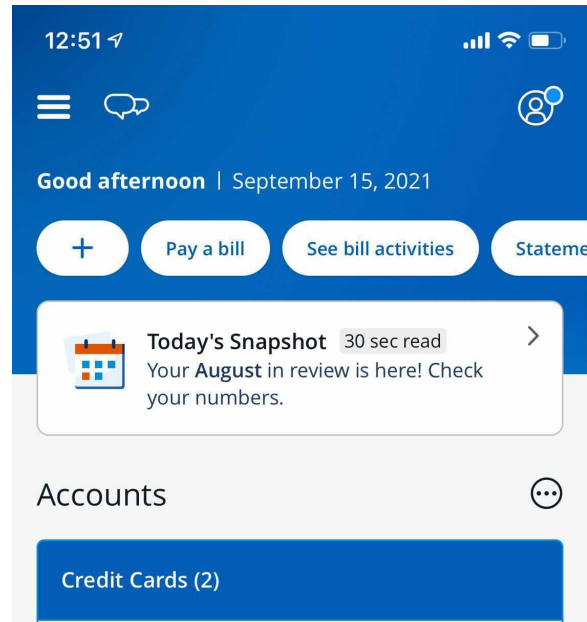 12:51
Good afternoon | September 15, 2021
+ Pay a bill See bill activities Stateme
Today's Snapshot 30 sec read
Your August in review is here! Check
your numbers.
Accounts
Credit Cards (2)